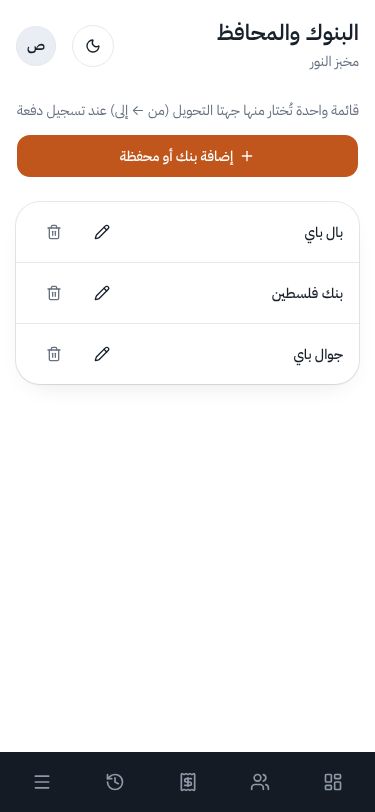 البنوك والمحافظ
ص
مخبز النور
قائمة واحدة تُختار منها جهتا التحويل (من ← إلى) عند تسجيل دفعة
+ إضافة بنك أو محفظة
بال باي
بنك فلسطين
جوال باي